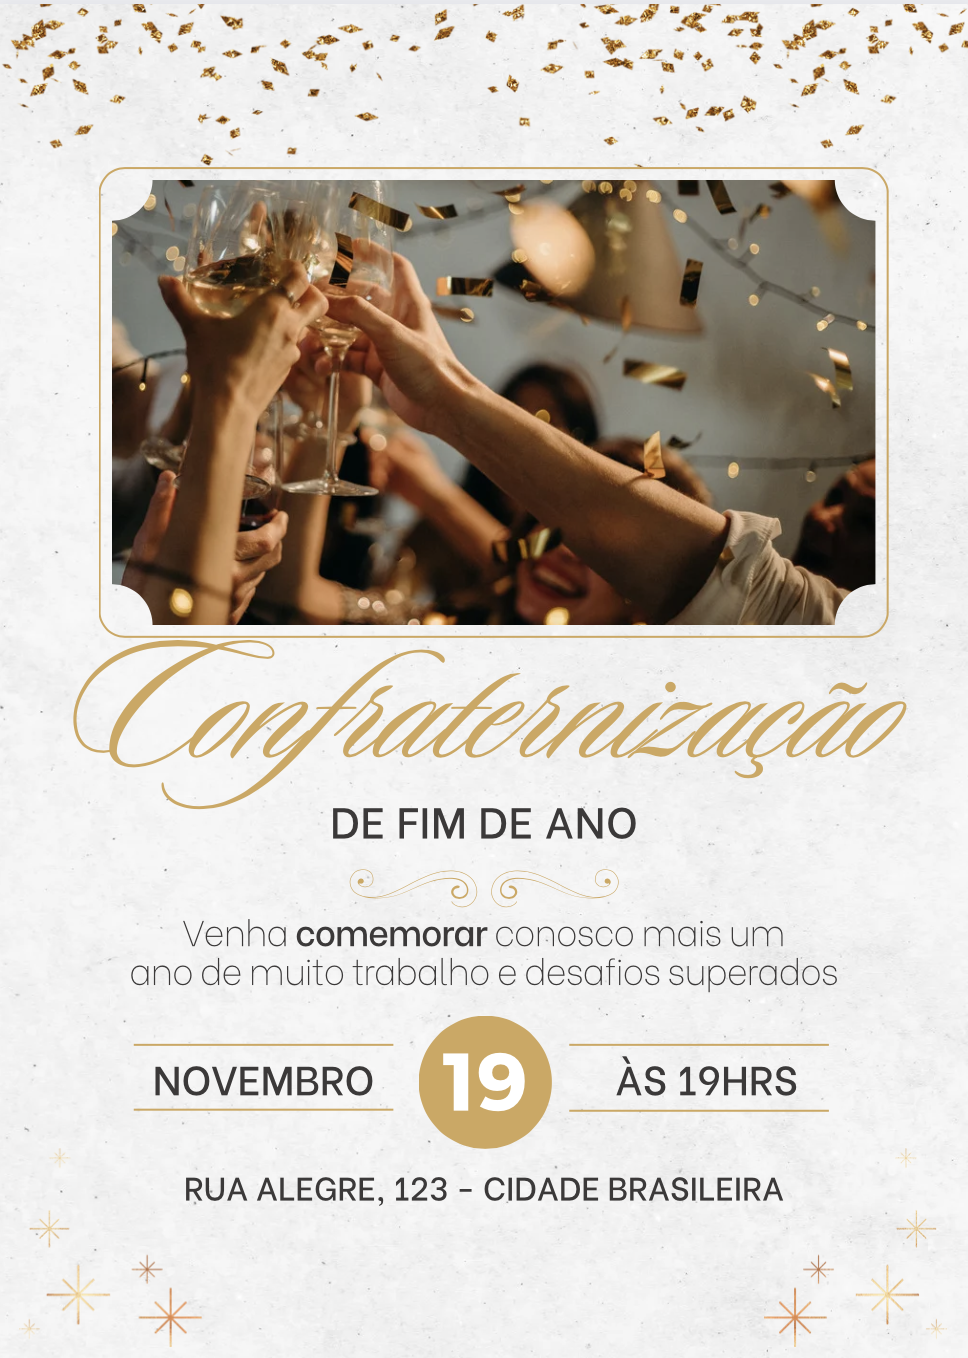 Confraternização
DE FIM DE ANO
Venha comemorar conosco mais um
ano de muito trabalho e desafios superados
NOVEMBRO 19 ÀS 19HRS
RUA ALEGRE, 123 - CIDADE BRASILEIRA